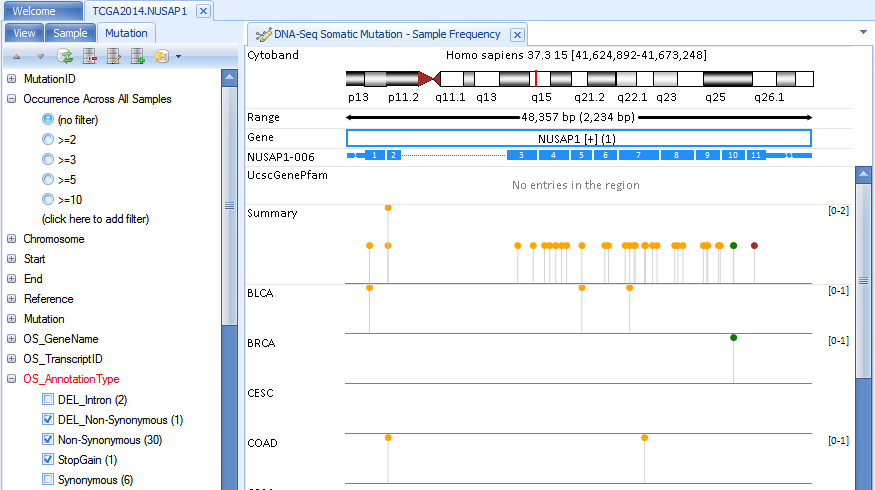 Welcome
TCGA2014.NUSAP1
View
Sample
Mutation
MutationID
Occurrence Across All Samples
(no filter)
>=2
>=3
>=5
>=10
(click here to add filter)
Chromosome
Start
End
Reference
Mutation
OS_GeneName
OS_TranscriptID
OS_AnnotationType
DEL_Intron (2)
DEL_Non-Synonymous (1)
Non-Synonymous (30)
StopGain (1)
Synonymous (6)
DNA-Seq Somatic Mutation - Sample Frequency
Cytoband
Homo sapiens 37.3 15 [41,624,892-41,673,248]
p13 p11.2 q11.1 q13 q15 q21.2 q22.1 q23 q25 q26.1
Range
48,357 bp (2,234 bp)
Gene
NUSAP1 [+] (1)
NUSAP1-006
1 2 3 4 5 6 7 8 9 10 11
UcscGenePfam
No entries in the region
Summary
[0-2]
BLCA
[0-1]
BRCA
[0-1]
CESC
COAD
[0-1]